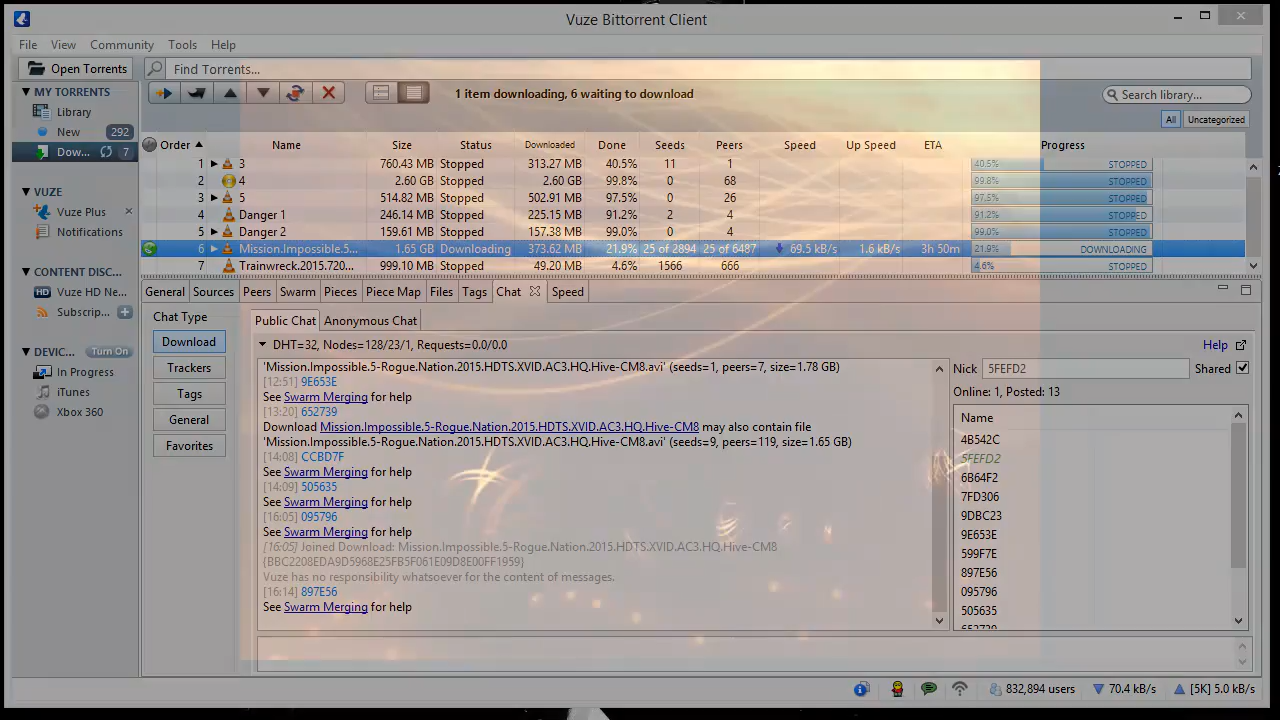 Vuze Bittorrent Client
File View Community Tools Help
Open Torrents Find Torrents...
MY TORRENTS
Library
New 292
Dow... 7
VUZE
Vuze Plus
Notifications
CONTENT DISC...
HD Vuze HD Ne...
Subscrip...
DEVIC... Turn On
In Progress
iTunes
Xbox 360
1 item downloading, 6 waiting to download Search library...
All Uncategorized
Order Name Size Status Downloaded Done Seeds Peers Speed Up Speed ETA Progress
1 3 760.43 MB Stopped 313.27 MB 40.5% 11 1 40.5% STOPPED
2 4 2.60 GB Stopped 2.60 GB 99.8% 0 68 99.8% STOPPED
3 5 514.85 MB Stopped 502.91 MB 97.5% 0 26 97.5% STOPPED
4 Danger 1 246.14 MB Stopped 225.15 MB 91.2% 2 4 91.2% STOPPED
5 Danger 2 159.61 MB Stopped 157.38 MB 99.0% 0 4 99.0% STOPPED
6 Mission.Impossible.5... 1.65 GB Downloading 373.62 MB 21.9% 25 of 2894 25 of 6487 69.5 kB/s 1.6 kB/s 3h 50m 21.9% DOWNLOADING
7 Trainwreck.2015.720... 999.10 MB Stopped 49.20 MB 4.6% 1566 666 4.6% STOPPED
General Sources Peers Swarm Pieces Piece Map Files Tags Chat Speed
Chat Type
Download
Trackers
Tags
General
Favorites
Public Chat Anonymous Chat
DHT=32, Nodes=128/23/1, Requests=0.0/0.0 Help
'Mission.Impossible.5-Rogue.Nation.2015.HDTS.XVID.AC3.HQ.Hive-CM8.avi' (seeds=1, peers=7, size=1.78 GB)
[12:51] 9E653E
See Swarm Merging for help
[13:20] 652739
Download Mission.Impossible.5-Rogue.Nation.2015.HDTS.XVID.AC3.HQ.Hive-CM8 may also contain file
'Mission.Impossible.5-Rogue.Nation.2015.HDTS.XVID.AC3.HQ.Hive-CM8.avi' (seeds=9, peers=119, size=1.65 GB)
[14:08] CCBD7F
See Swarm Merging for help
[14:09] 505635
See Swarm Merging for help
[16:05] 095796
See Swarm Merging for help
[16:05] Joined Download: Mission.Impossible.5-Rogue.Nation.2015.HDTS.XVID.AC3.HQ.Hive-CM8
{BBC2208EDA9D5968E25FB5F061E09D8E00FF1959}
Vuze has no responsibility whatsoever for the content of messages.
[16:14] 897E56
See Swarm Merging for help
Nick 5FEFD2 Shared
Online: 1, Posted: 13
Name
4B542C
5FEFD2
6B64F2
7FD306
9DBC23
9E653E
599F7E
897E56
095796
505635
652739
832,894 users 70.4 kB/s [5K] 5.0 kB/s